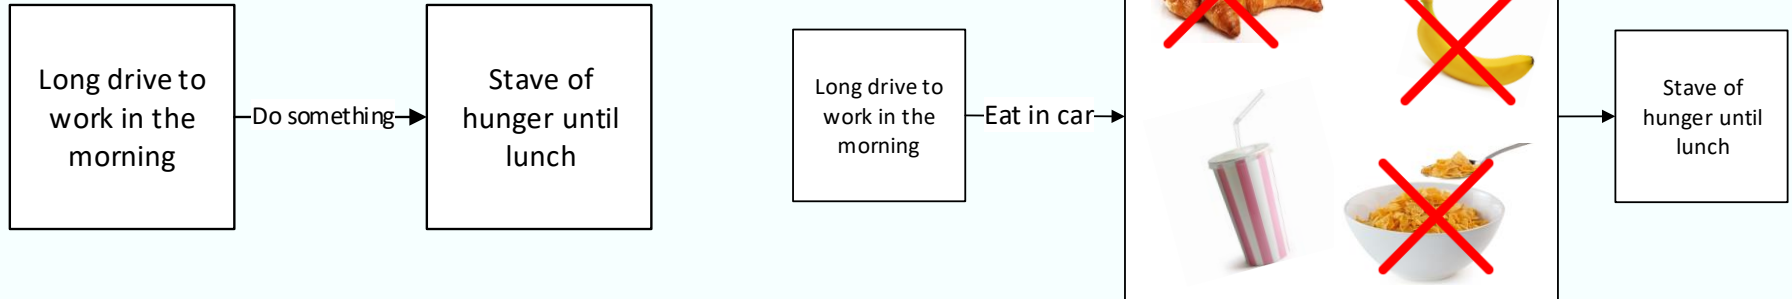 Long drive to
work in the
morning
Do something
Stave of
hunger until
lunch
Long drive to
work in the
morning
Eat in car
Stave of
hunger until
lunch